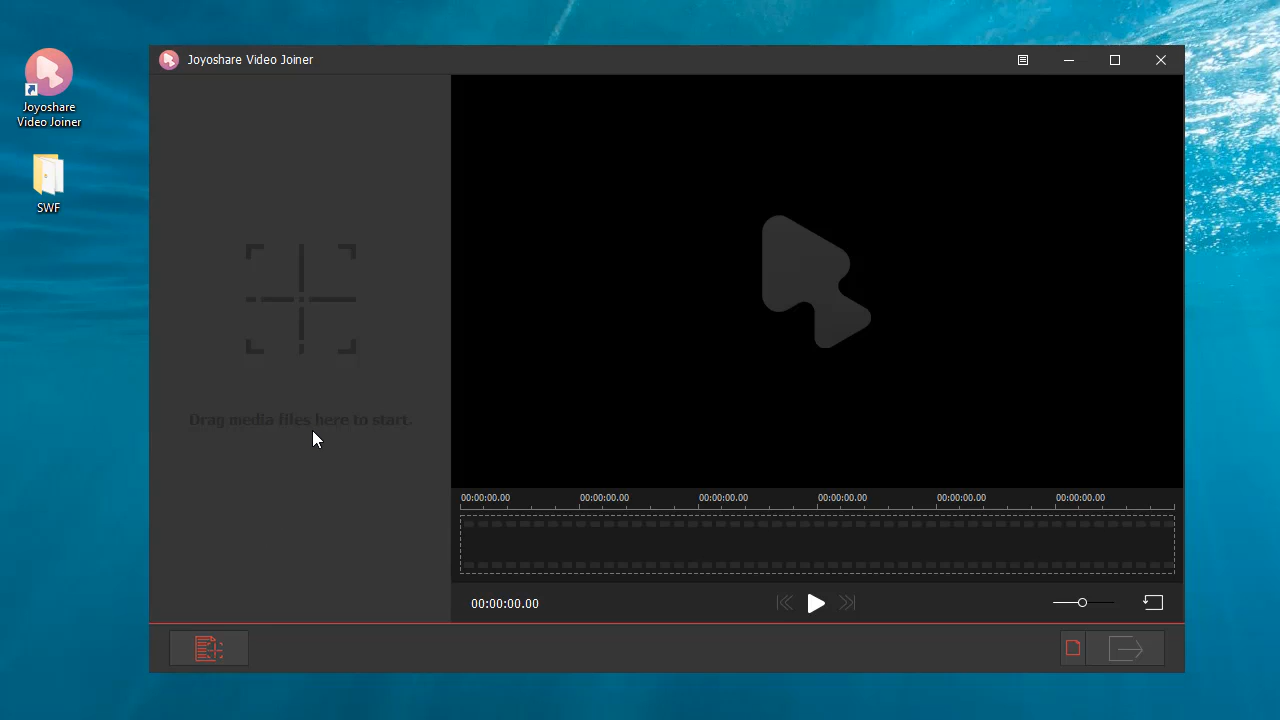 Joyoshare Video Joiner
Joyoshare
Video Joiner
SWF
Drag media files here to start.
00:00:00.00 00:00:00.00 00:00:00.00 00:00:00.00 00:00:00.00 00:00:00.00
00:00:00.00